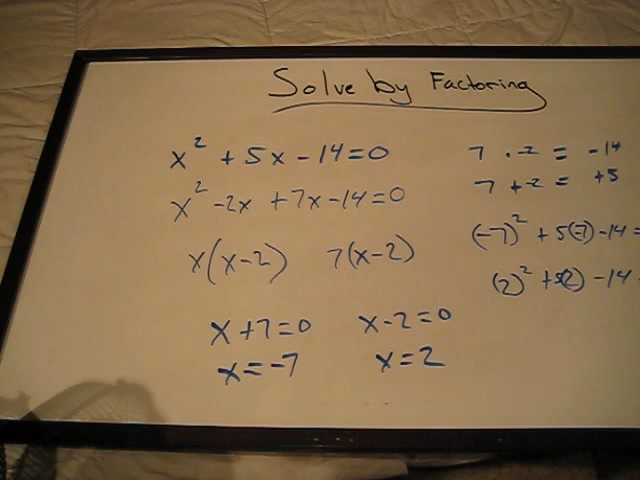 Solve by Factoring
x² + 5x - 14 = 0
x² - 2x + 7x - 14 = 0
x(x - 2) 7(x - 2)
x + 7 = 0 x - 2 = 0
x = -7 x = 2
7 · -2 = -14
7 + -2 = +5
(-7)² + 5(-7) - 14 =
(2)² + 5(2) - 14